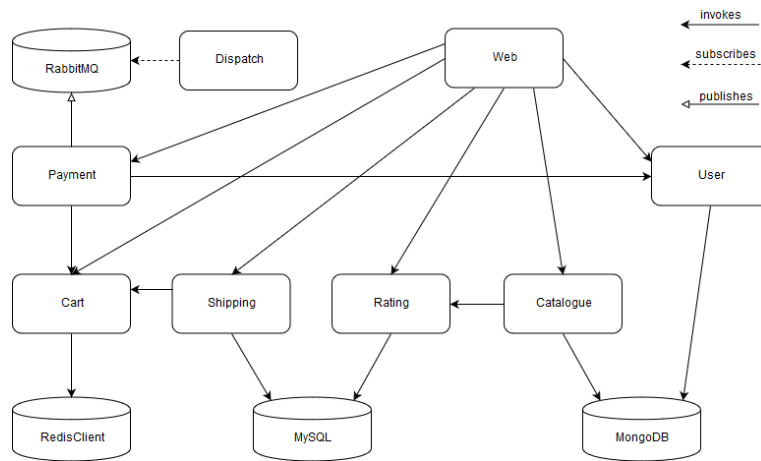 invokes
subscribes
publishes
RabbitMQ
Dispatch
Web
Payment
User
Cart
Shipping
Rating
Catalogue
RedisClient
MySQL
MongoDB